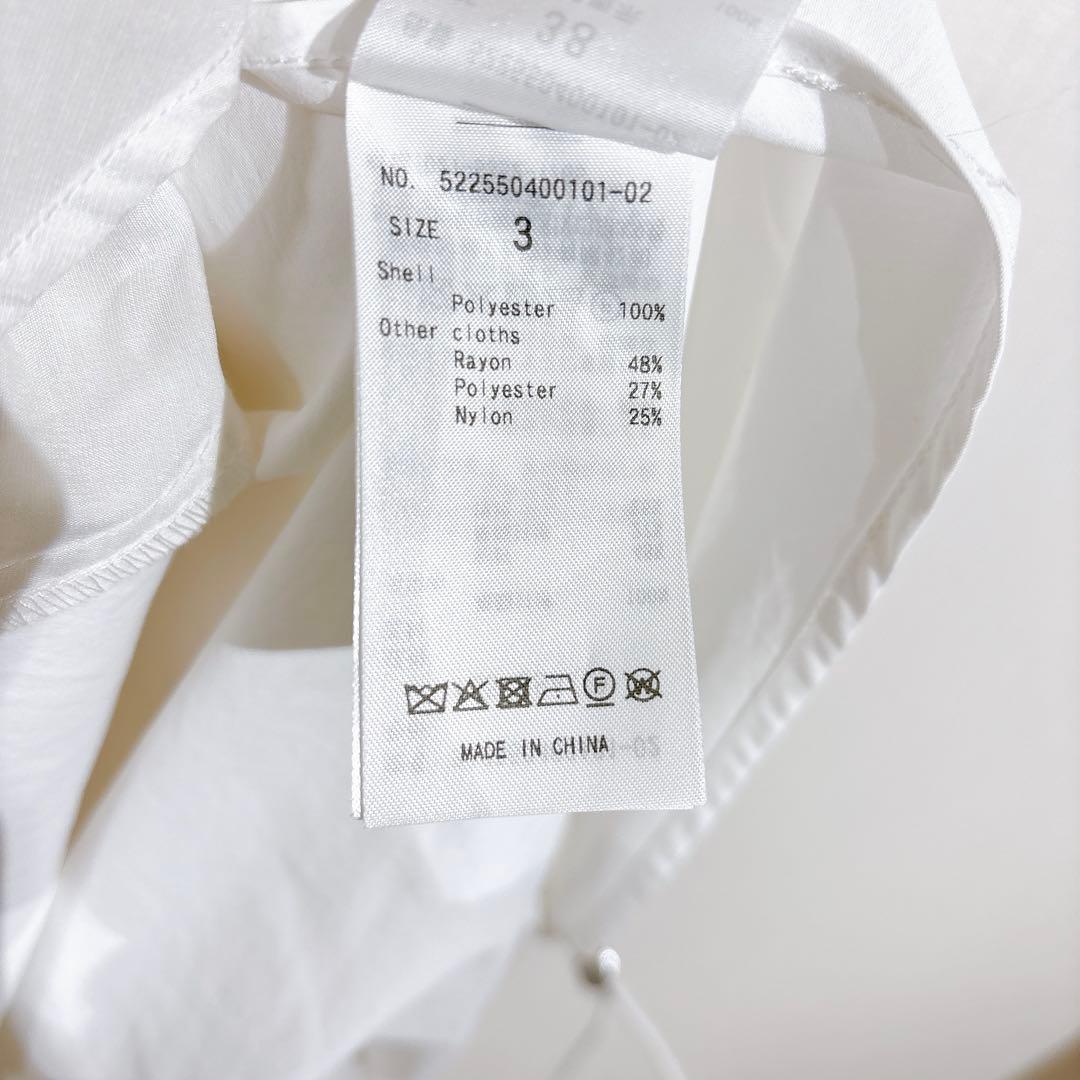 38
NO. 522550400101-02
SIZE 3
Shell
Polyester 100%
Other cloths
Rayon 48%
Polyester 27%
Nylon 25%
F
W
MADE IN CHINA